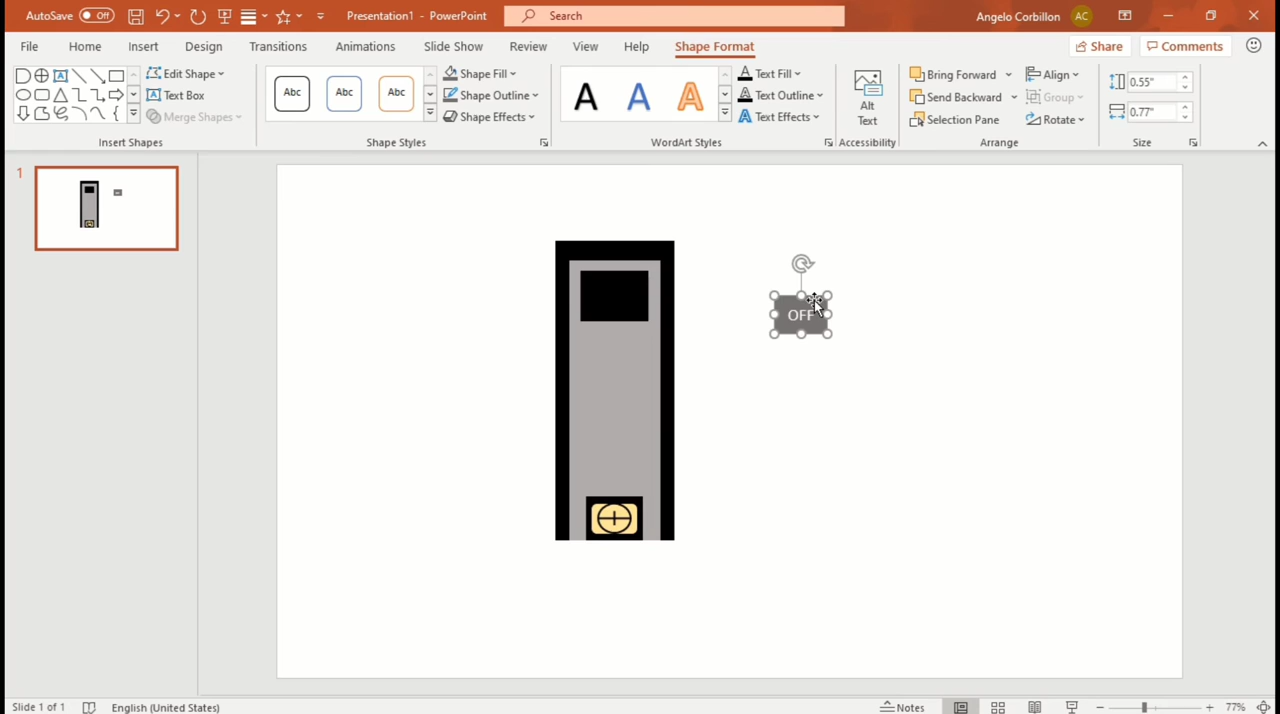 AutoSave Off Presentation1 - PowerPoint Search Angelo Corbillon AC
File Home Insert Design Transitions Animations Slide Show Review View Help Shape Format Share Comments
Edit Shape
Text Box
Merge Shapes
Insert Shapes
Abc Abc Abc
Shape Fill
Shape Outline
Shape Effects
Shape Styles
A A A
Text Fill
Text Outline
Text Effects
WordArt Styles
Alt
Text
Accessibility
Bring Forward
Send Backward
Selection Pane
Align
Group
Rotate
Arrange
0.55"
0.77"
Size
1
OFF
Slide 1 of 1 English (United States) Notes 77%